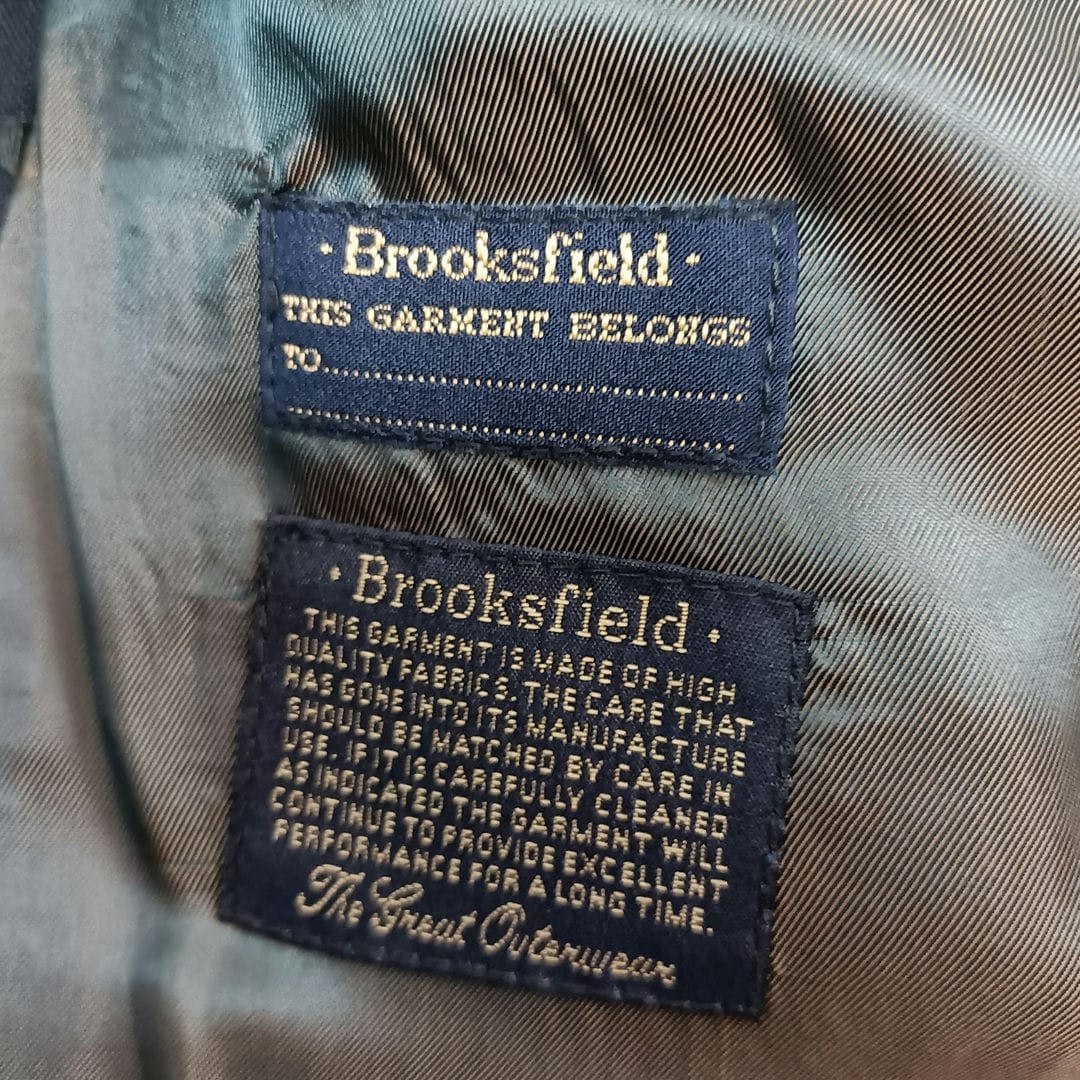 · Brooksfield ·
THIS GARMENT BELONGS
TO........................................
........................................
· Brooksfield ·
THIS GARMENT IS MADE OF HIGH
QUALITY FABRICS. THE CARE THAT
HAS GONE INTO ITS MANUFACTURE
SHOULD BE MATCHED BY CARE IN
USE. IF IT IS CAREFULLY CLEANED
AS INDICATED THE GARMENT WILL
CONTINUE TO PROVIDE EXCELLENT
PERFORMANCE FOR A LONG TIME.
The Great Outerwear